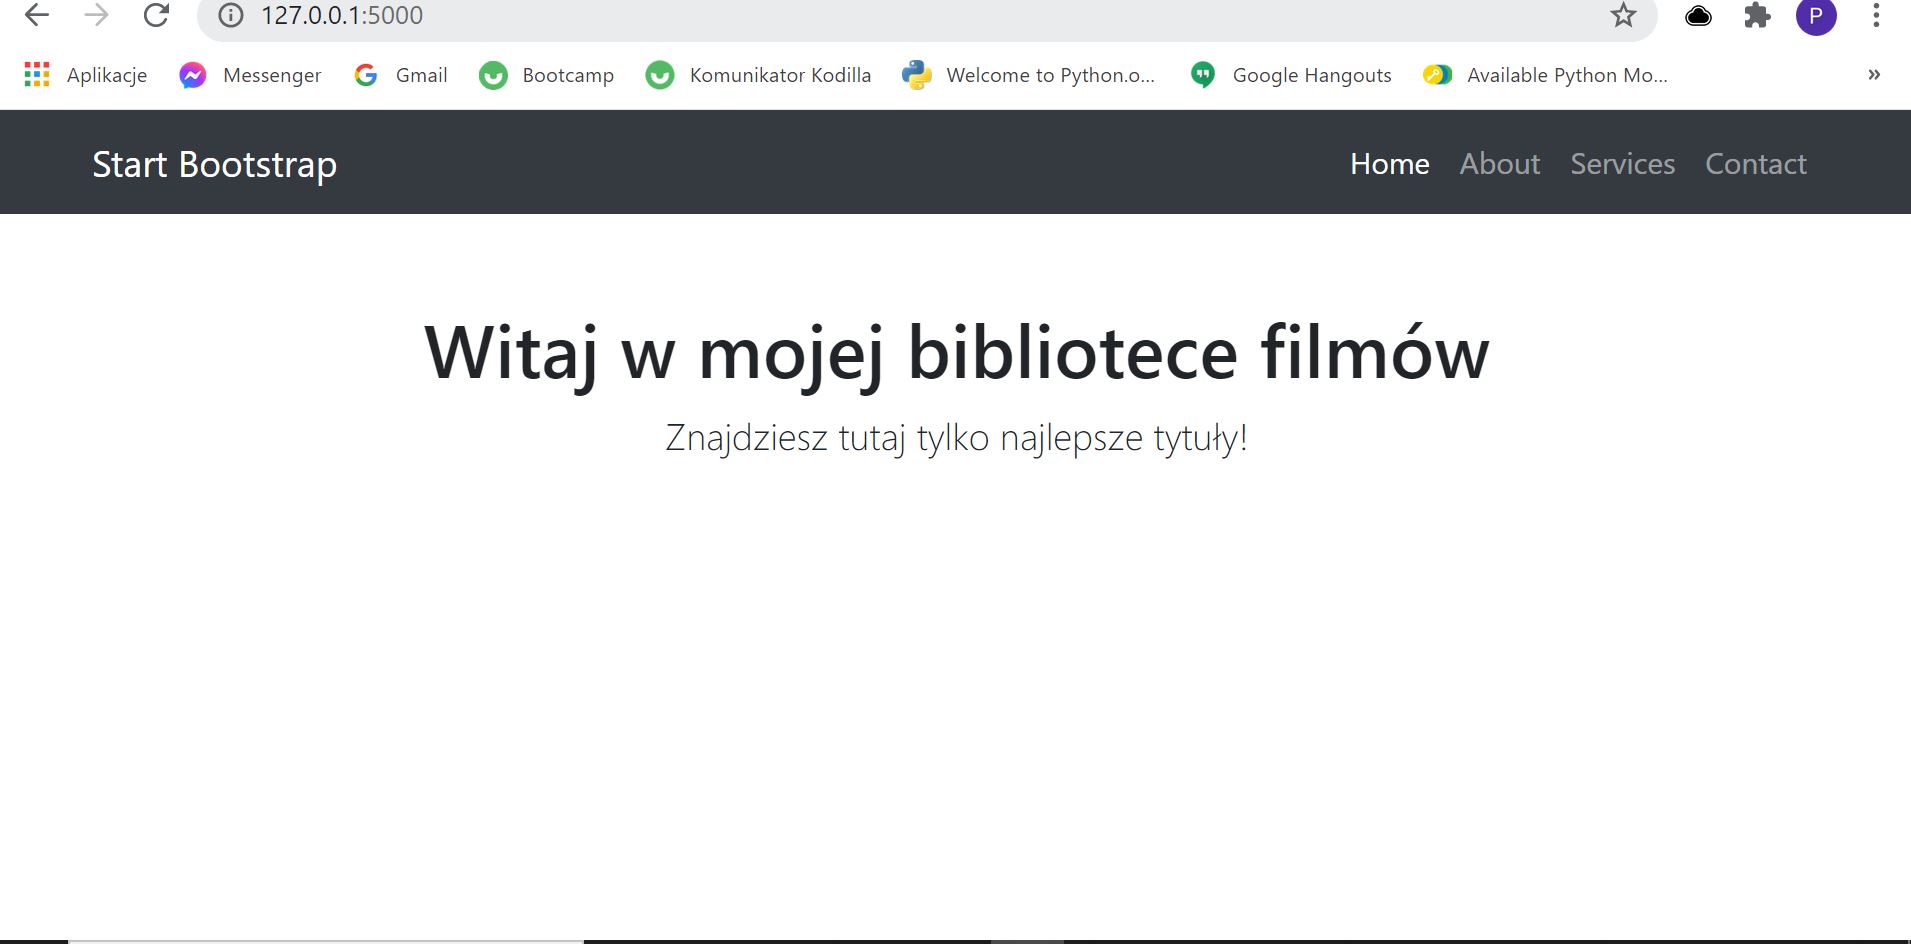 127.0.0.1:5000
P
Aplikacje Messenger Gmail Bootcamp Komunikator Kodilla Welcome to Python.o... Google Hangouts Available Python Mo... »
Start Bootstrap Home About Services Contact
Witaj w mojej bibliotece filmów
Znajdziesz tutaj tylko najlepsze tytuły!